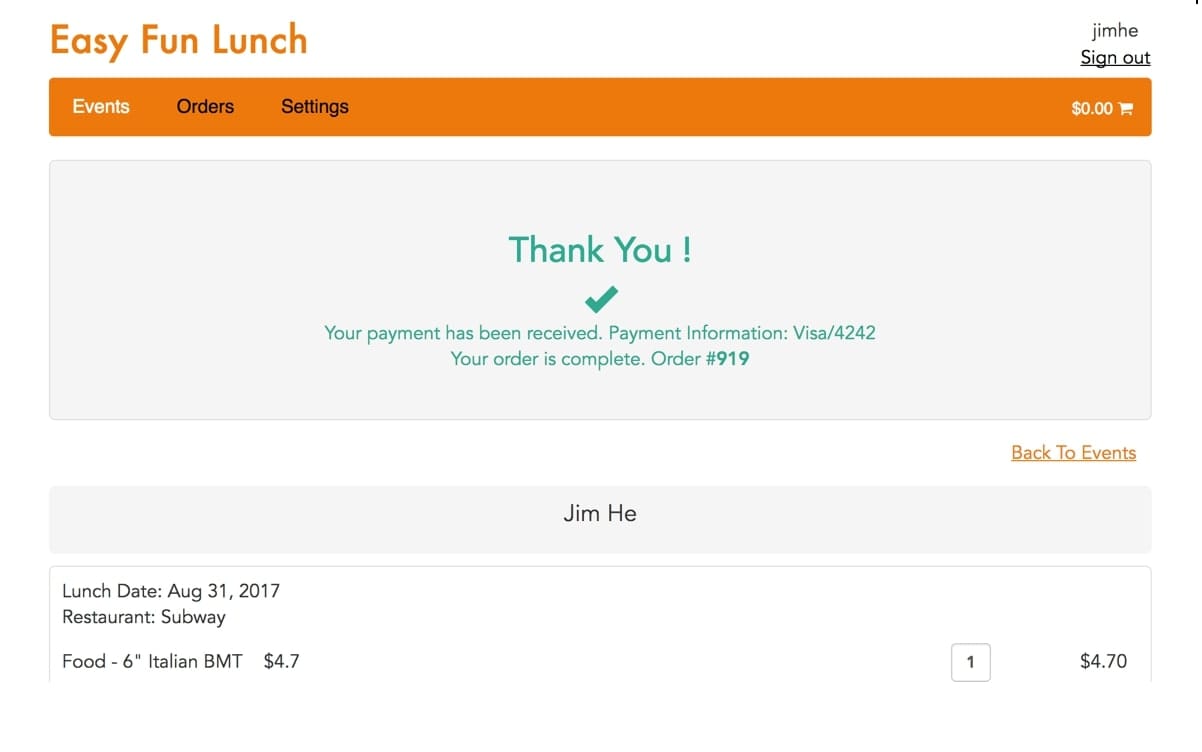 Easy Fun Lunch
jimhe
Sign out
Events Orders Settings $0.00
Thank You !
Your payment has been received. Payment Information: Visa/4242
Your order is complete. Order #919
Back To Events
Jim He
Lunch Date: Aug 31, 2017
Restaurant: Subway
Food - 6" Italian BMT $4.7 1 $4.70